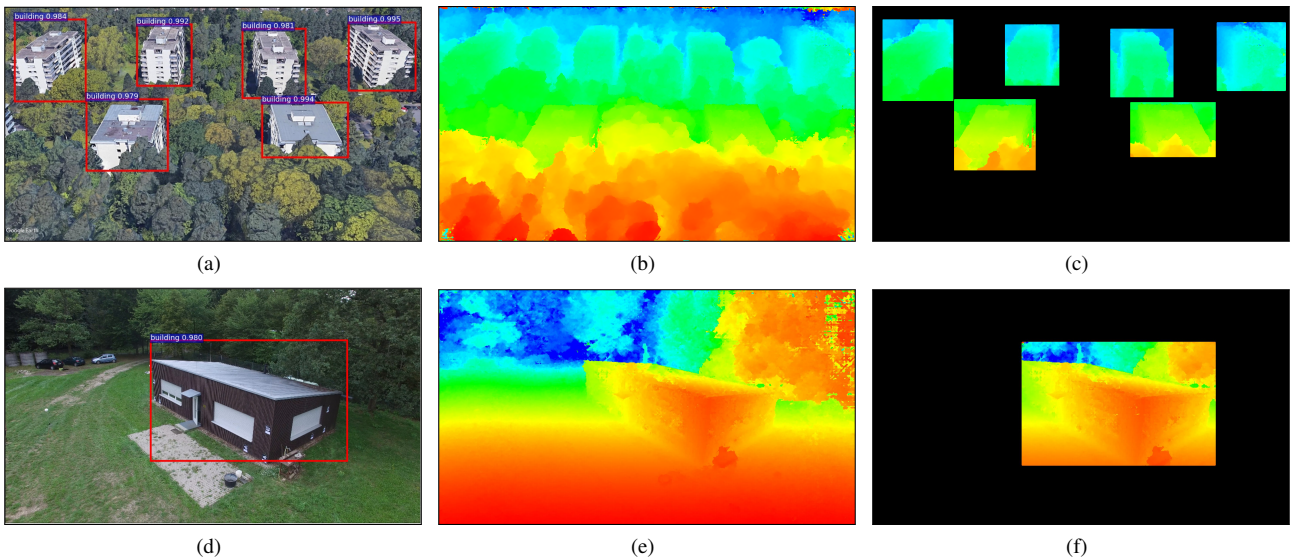 building 0.984
building 0.992
building 0.981
building 0.995
building 0.979
building 0.994
Google Earth
(a)
(b)
(c)
building 0.980
(d)
(e)
(f)